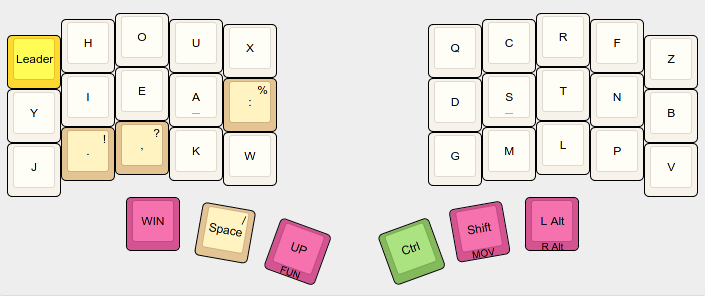 Leader H O U X
Y I E A : %
J . ! , ? K W
Q C R F Z
D S T N B
G M L P V
WIN
Space /
UP
FUN
Ctrl
Shift
MOV
L Alt
R Alt